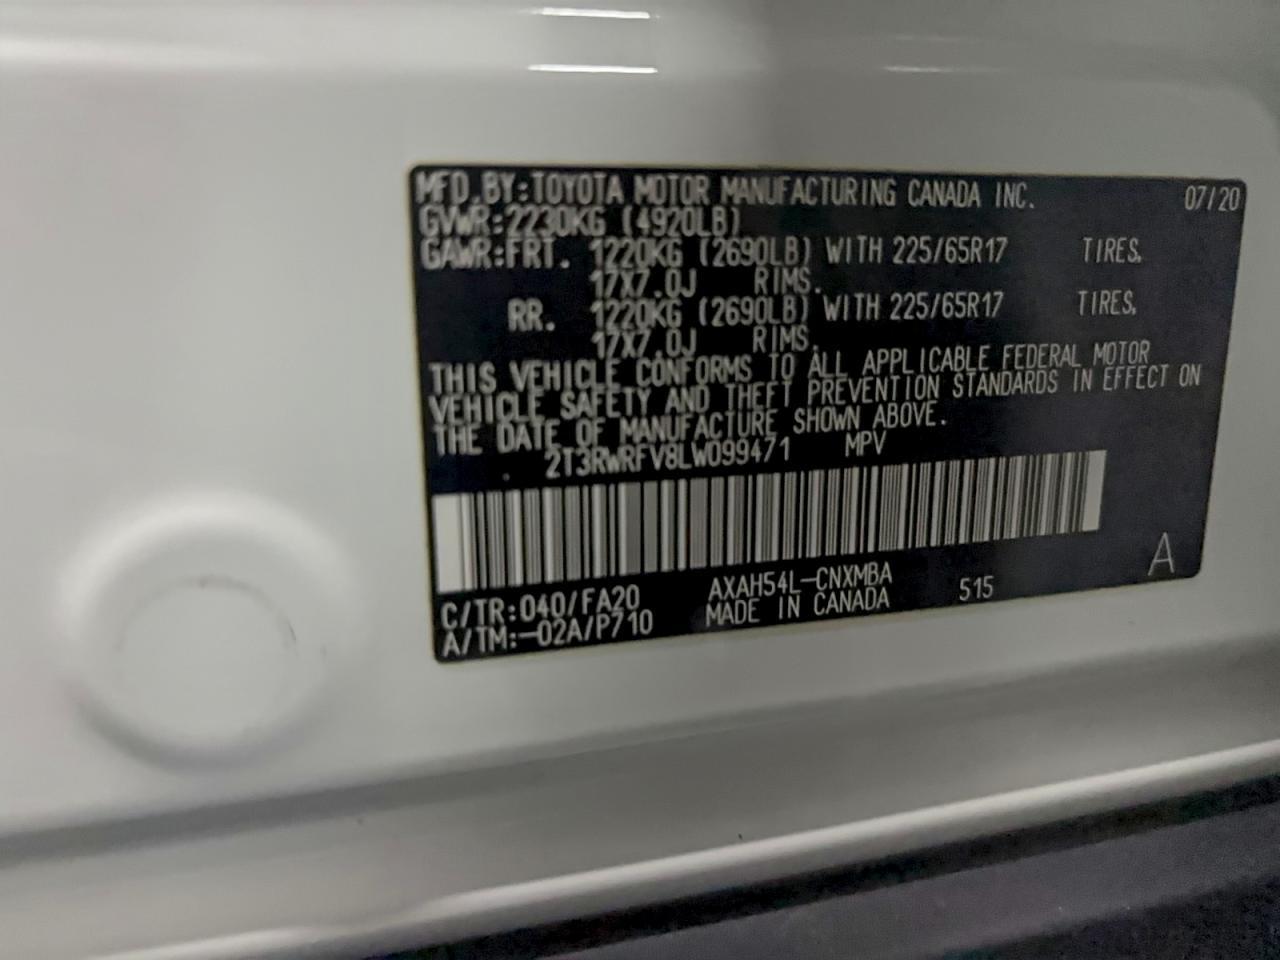 MFD.BY:TOYOTA MOTOR MANUFACTURING CANADA INC. 07/20
GVWR:2230KG (4920LB)
GAWR:FRT. 1220KG (2690LB) WITH 225/65R17 TIRES,
17X7.0J RIMS.
RR. 1220KG (2690LB) WITH 225/65R17 TIRES,
17X7.0J RIMS.
THIS VEHICLE CONFORMS TO ALL APPLICABLE FEDERAL MOTOR
VEHICLE SAFETY AND THEFT PREVENTION STANDARDS IN EFFECT ON
THE DATE OF MANUFACTURE SHOWN ABOVE.
2T3RWRFV8LW099471 MPV
C/TR:040/FA20 AXAH54L-CNXMBA 515 A
A/TM:-02A/P710 MADE IN CANADA